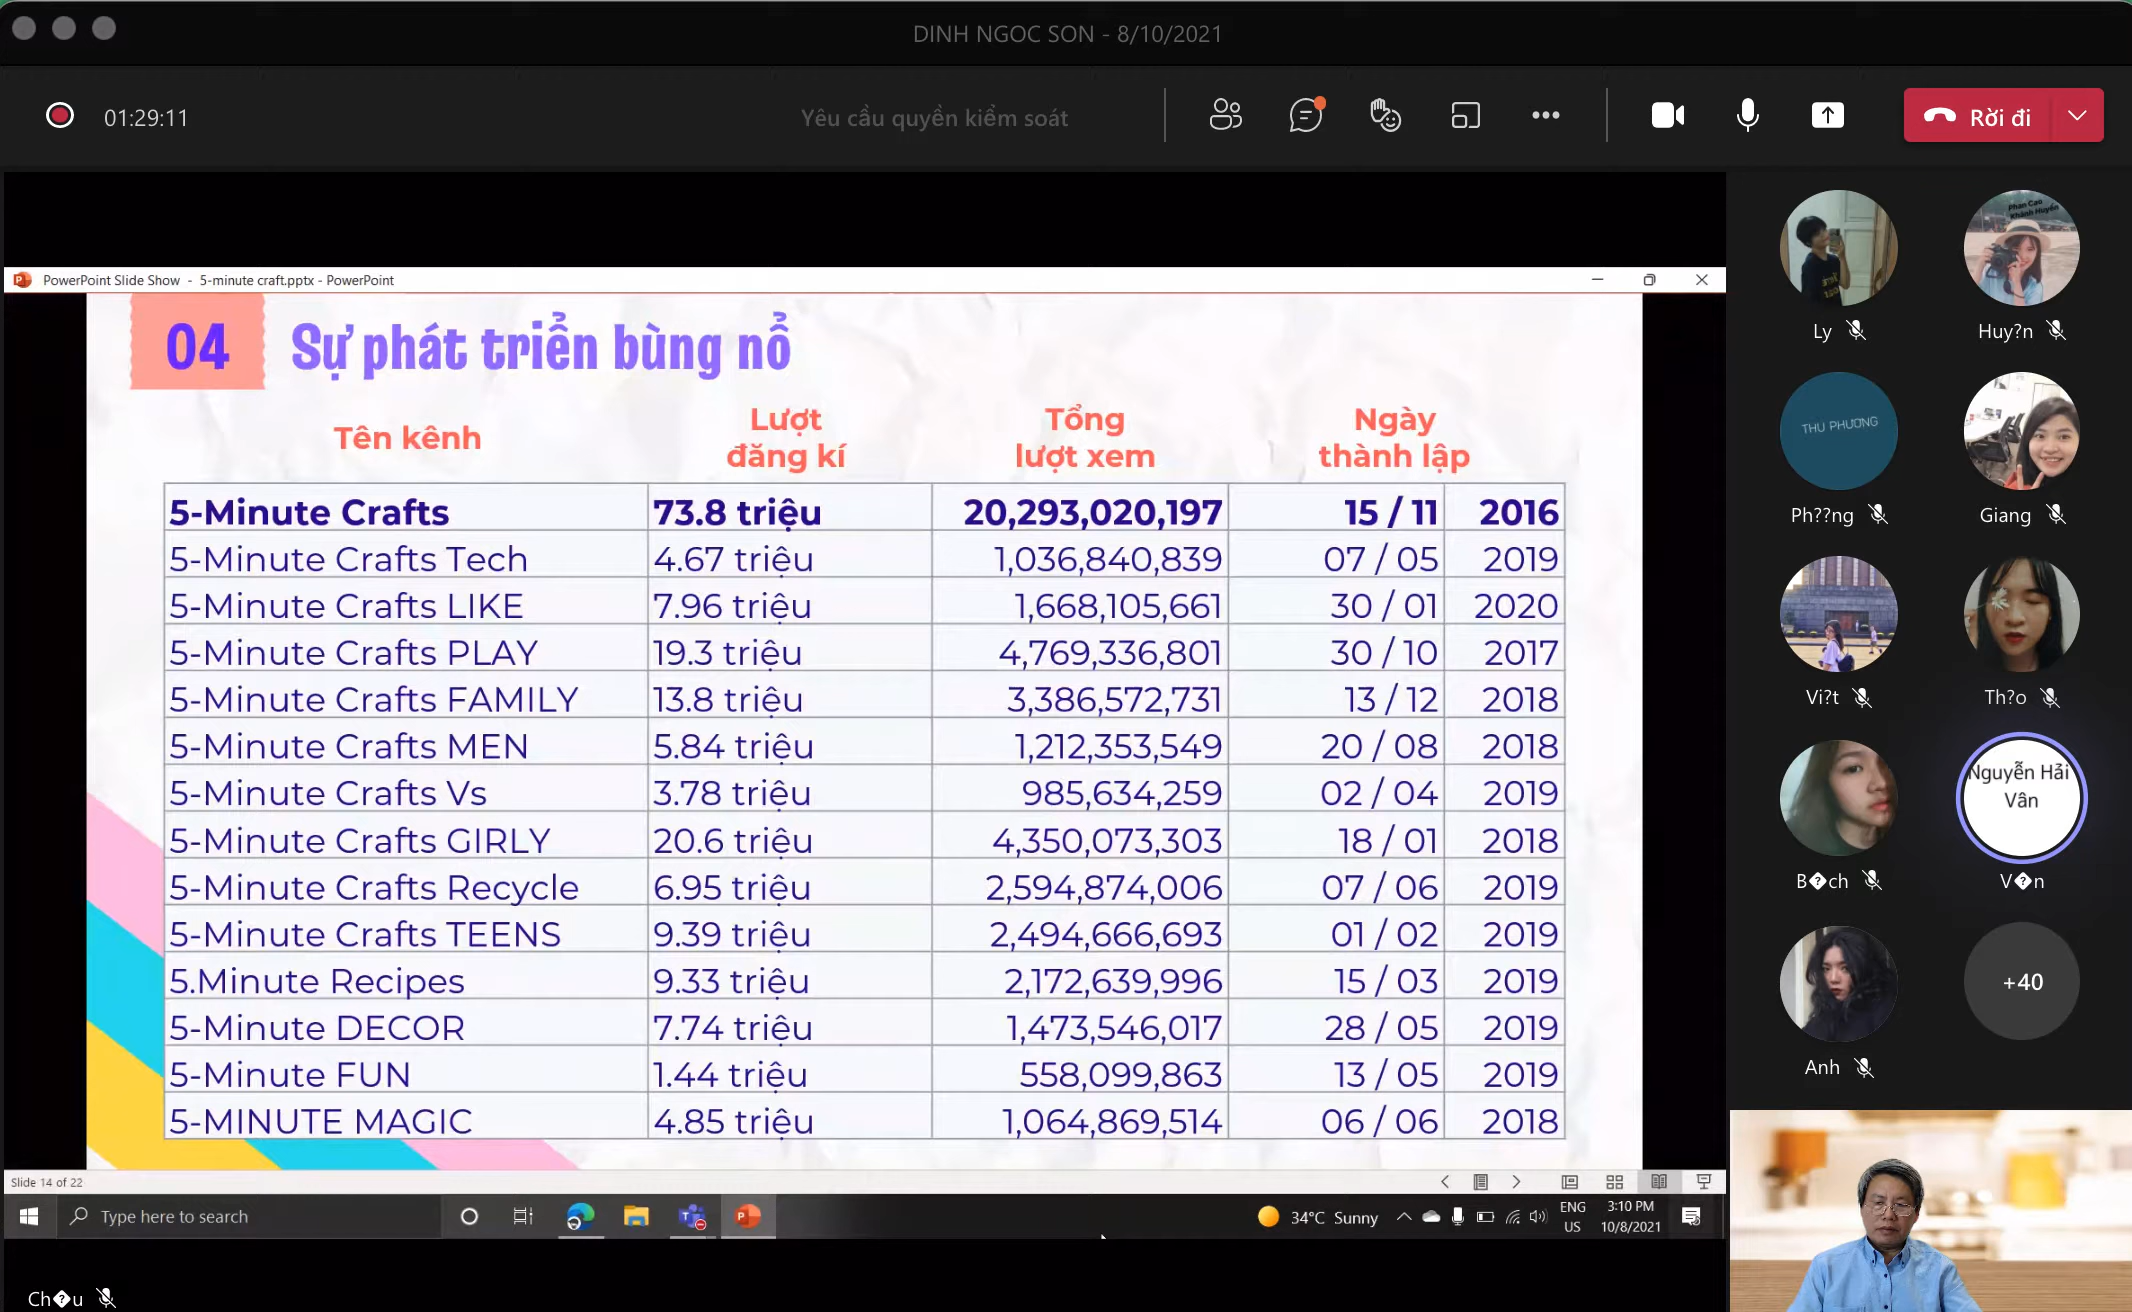 DINH NGOC SON - 8/10/2021
01:29:11
Yêu cầu quyền kiểm soát
Rời đi
PowerPoint Slide Show - 5-minute craft.pptx - PowerPoint
04 Sự phát triển bùng nổ
Tên kênh
Lượt
đăng kí
Tổng
lượt xem
Ngày
thành lập
5-Minute Crafts 73.8 triệu 20,293,020,197 15 / 11 2016
5-Minute Crafts Tech 4.67 triệu 1,036,840,839 07 / 05 2019
5-Minute Crafts LIKE 7.96 triệu 1,668,105,661 30 / 01 2020
5-Minute Crafts PLAY 19.3 triệu 4,769,336,801 30 / 10 2017
5-Minute Crafts FAMILY 13.8 triệu 3,386,572,731 13 / 12 2018
5-Minute Crafts MEN 5.84 triệu 1,212,353,549 20 / 08 2018
5-Minute Crafts Vs 3.78 triệu 985,634,259 02 / 04 2019
5-Minute Crafts GIRLY 20.6 triệu 4,350,073,303 18 / 01 2018
5-Minute Crafts Recycle 6.95 triệu 2,594,874,006 07 / 06 2019
5-Minute Crafts TEENS 9.39 triệu 2,494,666,693 01 / 02 2019
5.Minute Recipes 9.33 triệu 2,172,639,996 15 / 03 2019
5-Minute DECOR 7.74 triệu 1,473,546,017 28 / 05 2019
5-Minute FUN 1.44 triệu 558,099,863 13 / 05 2019
5-MINUTE MAGIC 4.85 triệu 1,064,869,514 06 / 06 2018
Slide 14 of 22
Type here to search
34°C Sunny
ENG
US
3:10 PM
10/8/2021
Ch�u
Phan Cao
Khánh Huyền
Ly
Huy?n
THU PHƯƠNG
Ph??ng
Giang
Vi?t
Th?o
Nguyễn Hải
Vân
B�ch
V�n
+40
Anh